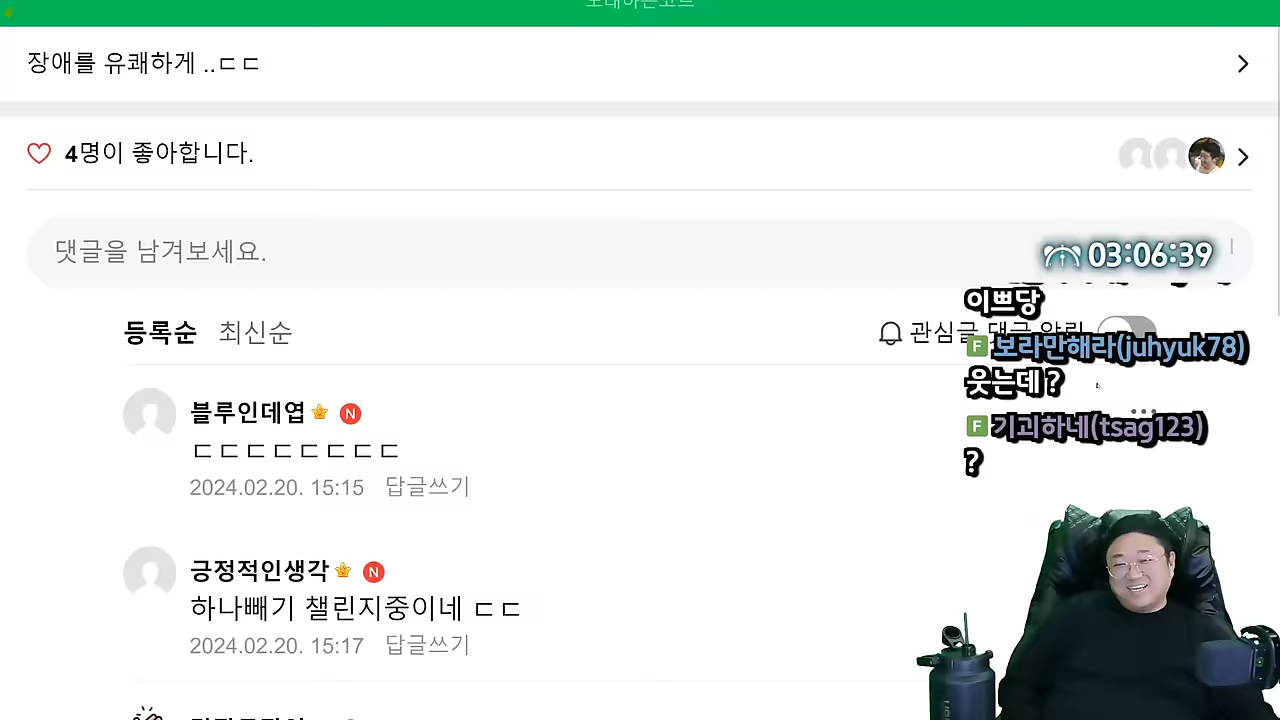 장애를 유쾌하게 ..ㄷㄷ
4명이 좋아합니다.
댓글을 남겨보세요.
03:06:39
이쁘당
등록순 최신순
관심글 댓글 알림
F 보라만해라(juhyuk78)
웃는데?
F 기괴하네(tsag123)
?
블루인데엽 N
ㄷㄷㄷㄷㄷㄷㄷㄷ
2024.02.20. 15:15 답글쓰기
긍정적인생각 N
하나빼기 챌린지중이네 ㄷㄷ
2024.02.20. 15:17 답글쓰기